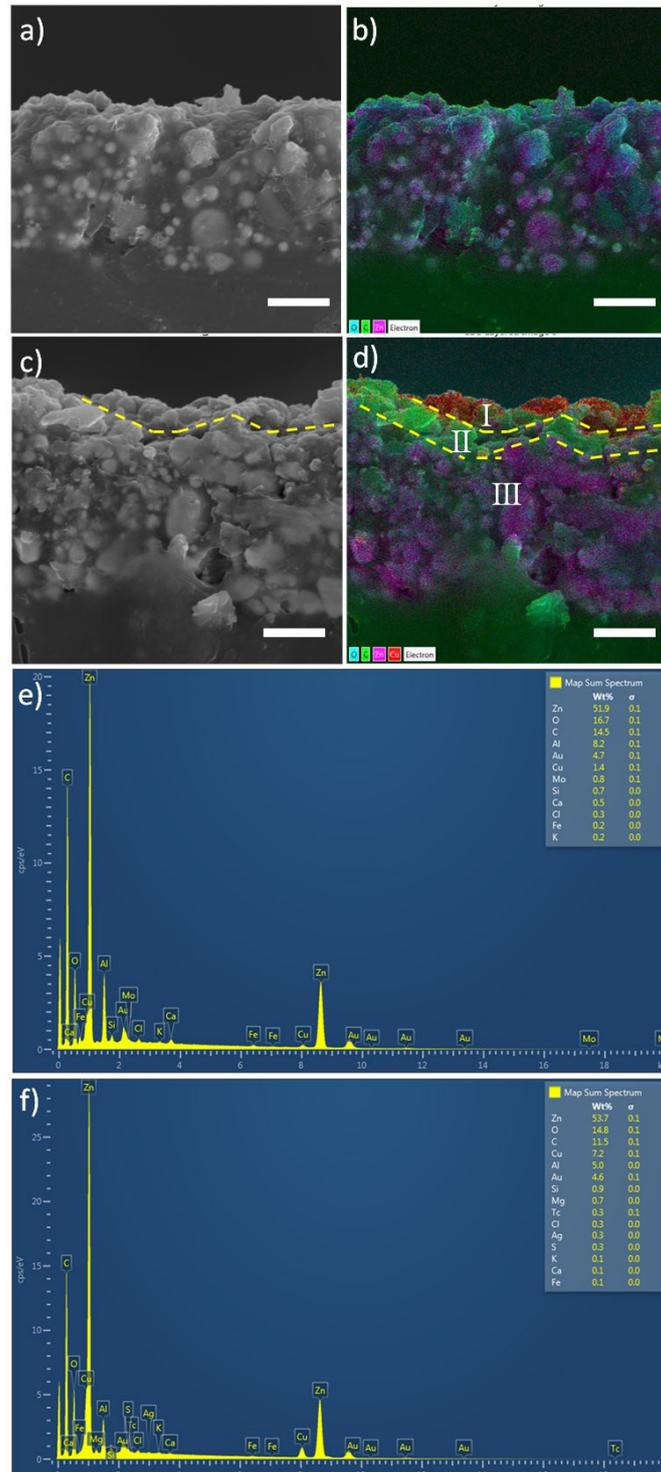 a)
b)
O C Zn Electron
c)
d)
I
II
III
O C Zn Cu Electron
e)
20
15
10
5
0
cps/eV
Zn
C
O
Ca
Fe
Cu
Al
Si
Au
Mo
Cl
K
Ca
Fe
Fe
Cu
Zn
Au
Au
Au
Au
Mo
0 2 4 6 8 10 12 14 16 18
Map Sum Spectrum
Wt% σ
Zn 51.9 0.1
O 16.7 0.1
C 14.5 0.1
Al 8.2 0.1
Au 4.7 0.1
Cu 1.4 0.1
Mo 0.8 0.1
Si 0.7 0.0
Ca 0.5 0.0
Cl 0.3 0.0
Fe 0.2 0.0
K 0.2 0.0
f)
25
20
15
10
5
0
cps/eV
Zn
C
O
Ca
Fe
Cu
Mg
Al
Si
Au
S
Tc
Cl
Ag
K
Ca
Fe
Fe
Cu
Zn
Au
Au
Au
Au
Tc
Map Sum Spectrum
Wt% σ
Zn 53.7 0.1
O 14.8 0.1
C 11.5 0.1
Cu 7.2 0.1
Al 5.0 0.0
Au 4.6 0.1
Si 0.9 0.0
Mg 0.7 0.0
Tc 0.3 0.1
Cl 0.3 0.0
Ag 0.3 0.0
S 0.3 0.0
K 0.1 0.0
Ca 0.1 0.0
Fe 0.1 0.0